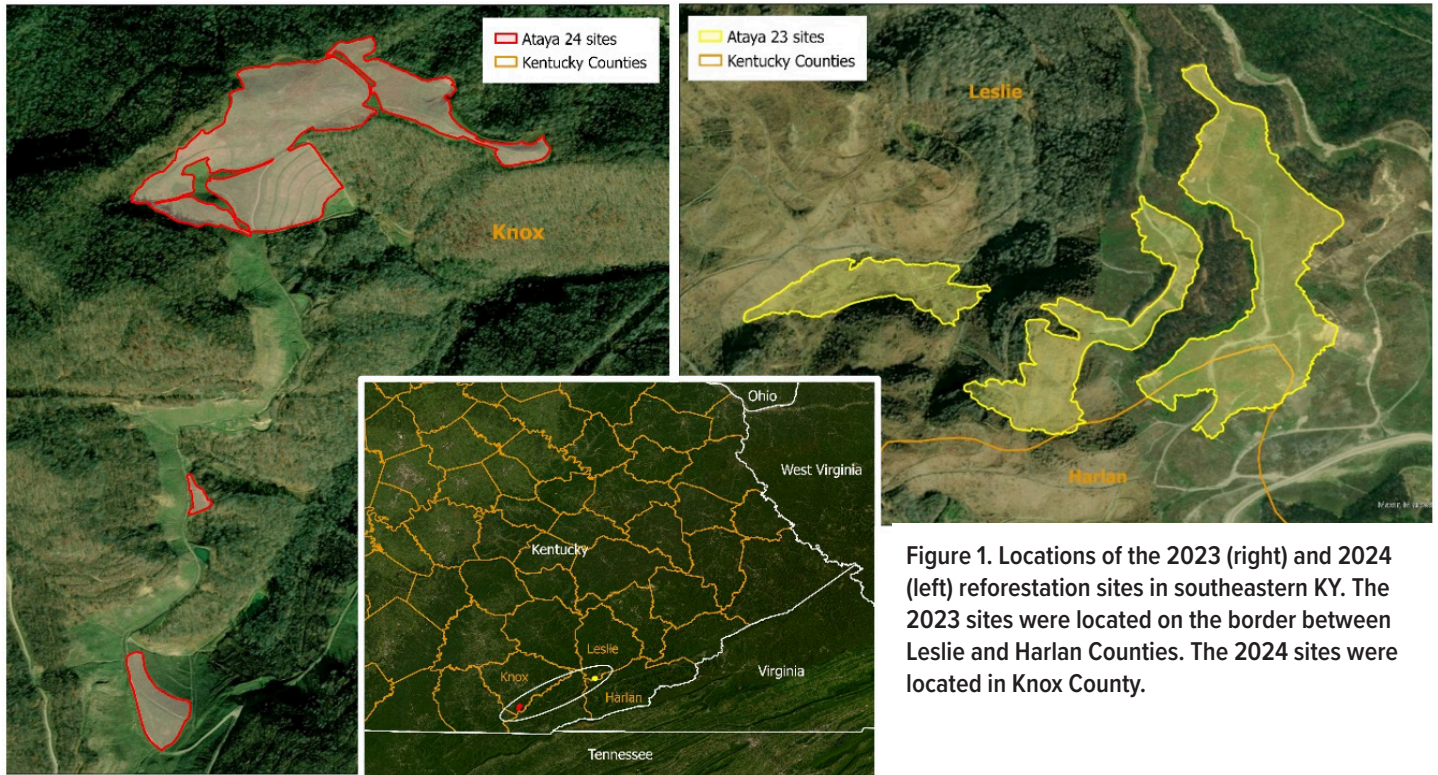 Ataya 24 sites
Kentucky Counties
Knox
Ataya 23 sites
Kentucky Counties
Leslie
Harlan
Ohio
West Virginia
Kentucky
Leslie
Knox
Virginia
Harlan
Tennessee
Figure 1. Locations of the 2023 (right) and 2024
(left) reforestation sites in southeastern KY. The
2023 sites were located on the border between
Leslie and Harlan Counties. The 2024 sites were
located in Knox County.